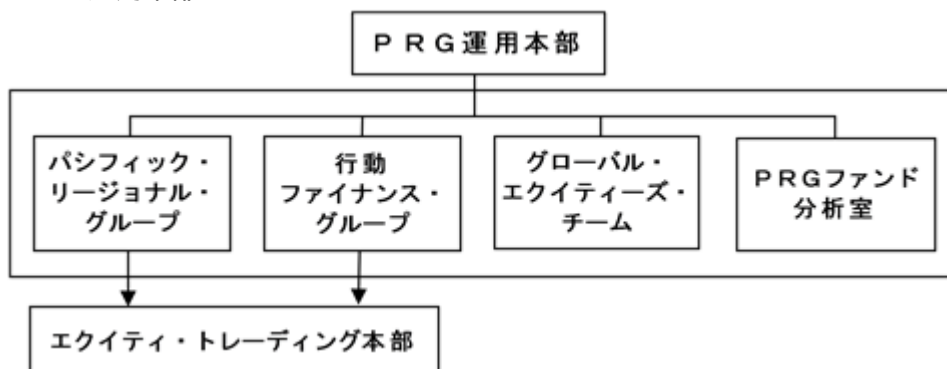 PRG運用本部
パシフィック・
リージョナル・
グループ
行動
ファイナンス・
グループ
グローバル・
エクイティーズ・
チーム
PRGファンド
分析室
エクイティ・トレーディング本部